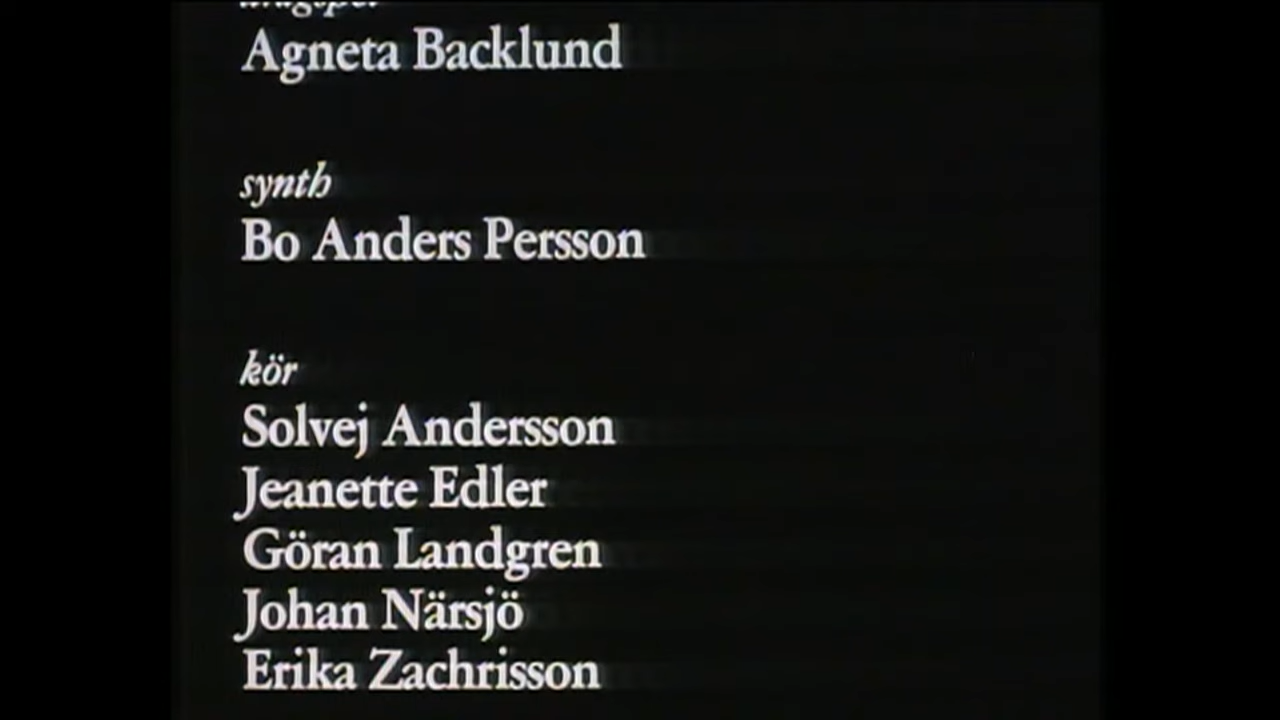 Agneta Backlund
synth
Bo Anders Persson
kör
Solvej Andersson
Jeanette Edler
Göran Landgren
Johan Närsjö
Erika Zachrisson